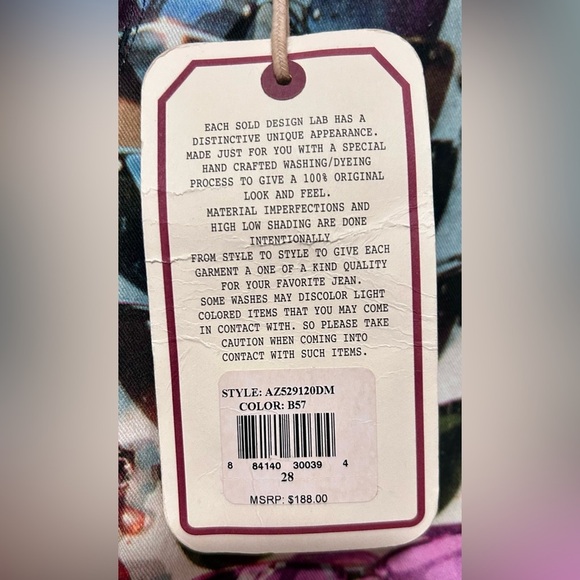 EACH SOLD DESIGN LAB HAS A
DISTINCTIVE UNIQUE APPEARANCE.
MADE JUST FOR YOU WITH A SPECIAL
HAND CRAFTED WASHING/DYEING
PROCESS TO GIVE A 100% ORIGINAL
LOOK AND FEEL.
MATERIAL IMPERFECTIONS AND
HIGH LOW SHADING ARE DONE
INTENTIONALLY
FROM STYLE TO STYLE TO GIVE EACH
GARMENT A ONE OF A KIND QUALITY
FOR YOUR FAVORITE JEAN.
SOME WASHES MAY DISCOLOR LIGHT
COLORED ITEMS THAT YOU MAY COME
IN CONTACT WITH. SO PLEASE TAKE
CAUTION WHEN COMING INTO
CONTACT WITH SUCH ITEMS.
STYLE: AZ529120DM
COLOR: B57
8 84140 30039 4
28
MSRP: $188.00